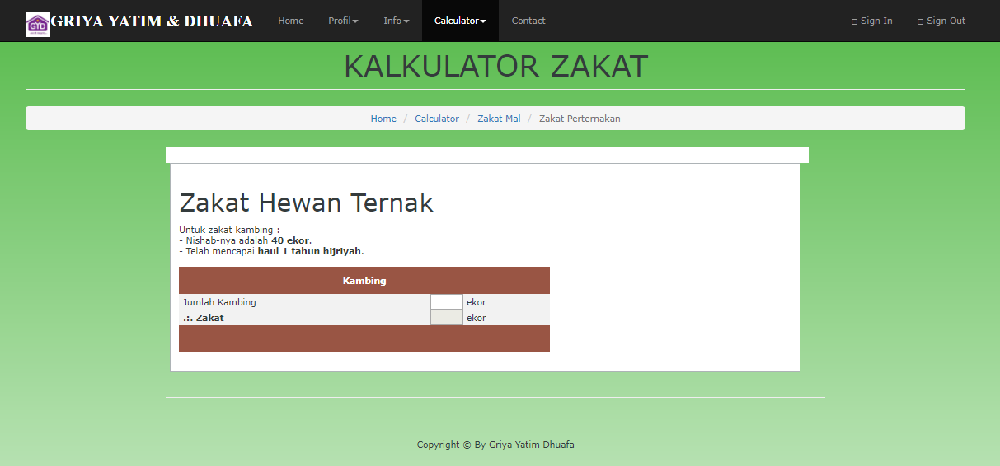 GYD GRIYA YATIM & DHUAFA Home Profil Info Calculator Contact Sign In Sign Out
KALKULATOR ZAKAT
Home / Calculator / Zakat Mal / Zakat Perternakan
Zakat Hewan Ternak
Untuk zakat kambing :
- Nishab-nya adalah 40 ekor.
- Telah mencapai haul 1 tahun hijriyah.
Kambing
Jumlah Kambing ekor
.:. Zakat ekor
Copyright © By Griya Yatim Dhuafa